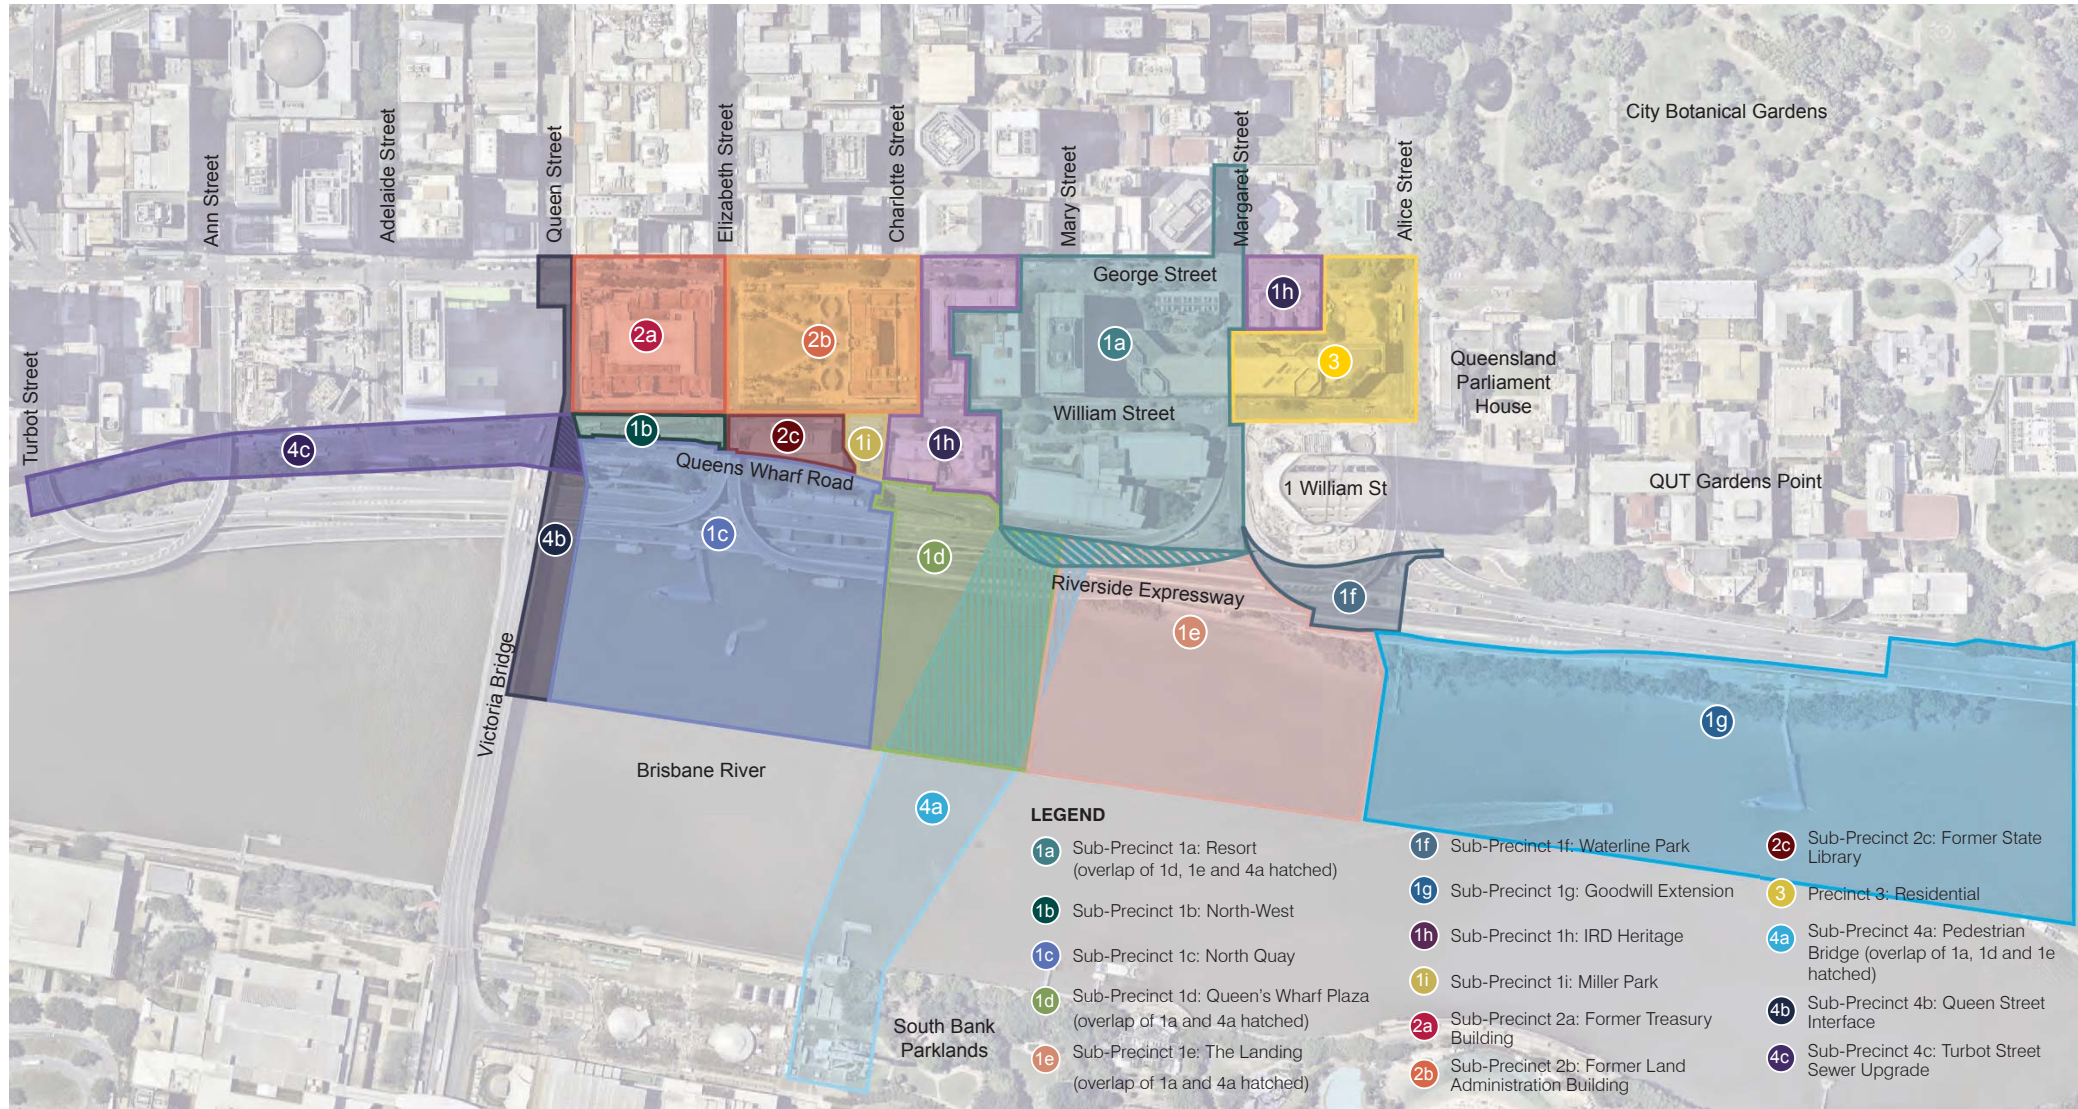 City Botanical Gardens
Turbot Street
Ann Street
Adelaide Street
Queen Street
Elizabeth Street
Charlotte Street
Mary Street
Margaret Street
Alice Street
George Street
1h
2a
2b
1a
3
Queensland
Parliament
House
William Street
1b
2c
1i
1h
4c
Queens Wharf Road
1 William St
QUT Gardens Point
4b
1c
1d
Riverside Expressway
1f
1e
Victoria Bridge
1g
Brisbane River
4a
South Bank
Parklands
LEGEND
1a Sub-Precinct 1a: Resort
(overlap of 1d, 1e and 4a hatched)
1b Sub-Precinct 1b: North-West
1c Sub-Precinct 1c: North Quay
1d Sub-Precinct 1d: Queen's Wharf Plaza
(overlap of 1a and 4a hatched)
1e Sub-Precinct 1e: The Landing
(overlap of 1a and 4a hatched)
1f Sub-Precinct 1f: Waterline Park
1g Sub-Precinct 1g: Goodwill Extension
1h Sub-Precinct 1h: IRD Heritage
1i Sub-Precinct 1i: Miller Park
2a Sub-Precinct 2a: Former Treasury
Building
2b Sub-Precinct 2b: Former Land
Administration Building
2c Sub-Precinct 2c: Former State
Library
3 Precinct 3: Residential
4a Sub-Precinct 4a: Pedestrian
Bridge (overlap of 1a, 1d and 1e
hatched)
4b Sub-Precinct 4b: Queen Street
Interface
4c Sub-Precinct 4c: Turbot Street
Sewer Upgrade